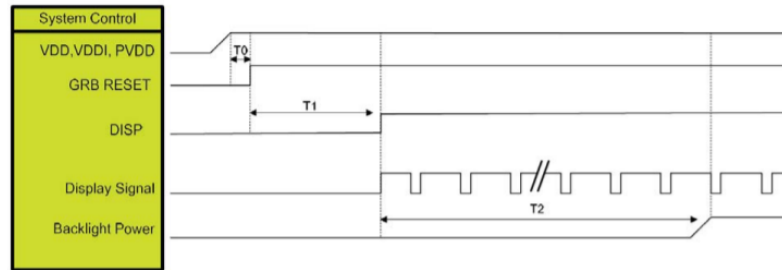 System Control
VDD,VDDI, PVDD
T0
GRB RESET
T1
DISP
Display Signal
T2
Backlight Power